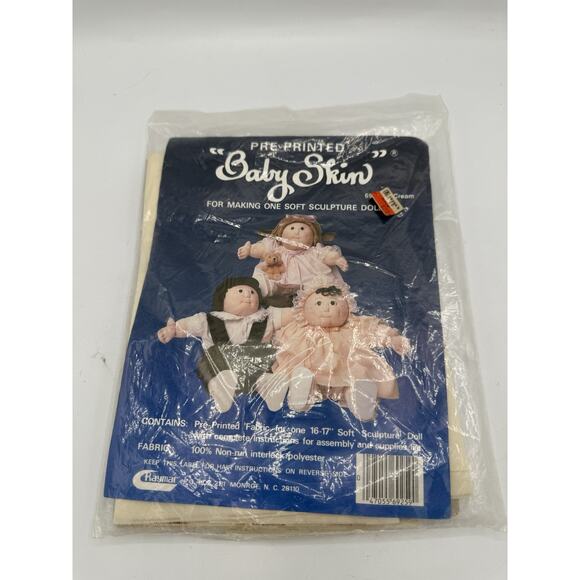 PRE-PRINTED
"Baby Skin"®
Cream
FOR MAKING ONE SOFT SCULPTURE DOLL
CONTAINS: Pre-Printed Fabric for one 16-17" Soft Sculpture Doll
With complete instructions for assembly and supplies list
FABRIC: 100% Non-run interlock polyester
KEEP THIS LABEL FOR HAIR INSTRUCTIONS ON REVERSE SIDE
MONROE, N. C. 28110
0